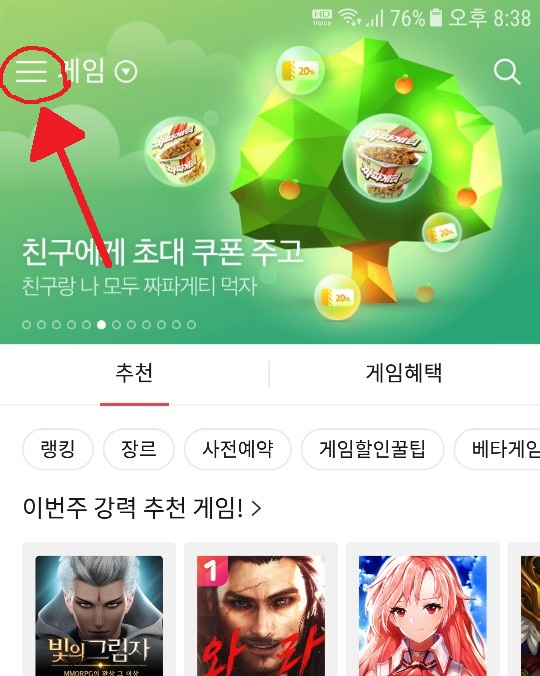 HD Voice 76% 오후 8:38
게임
20%
짜파게티
짜파게티
20%
친구에게 초대 쿠폰 주고
친구랑 나 모두 짜파게티 먹자
20%
추천 게임혜택
랭킹 장르 사전예약 게임할인꿀팁 베타게임
이번주 강력 추천 게임! >
1
빛의그림자
MMORPG의 환상 그 이상
와 파